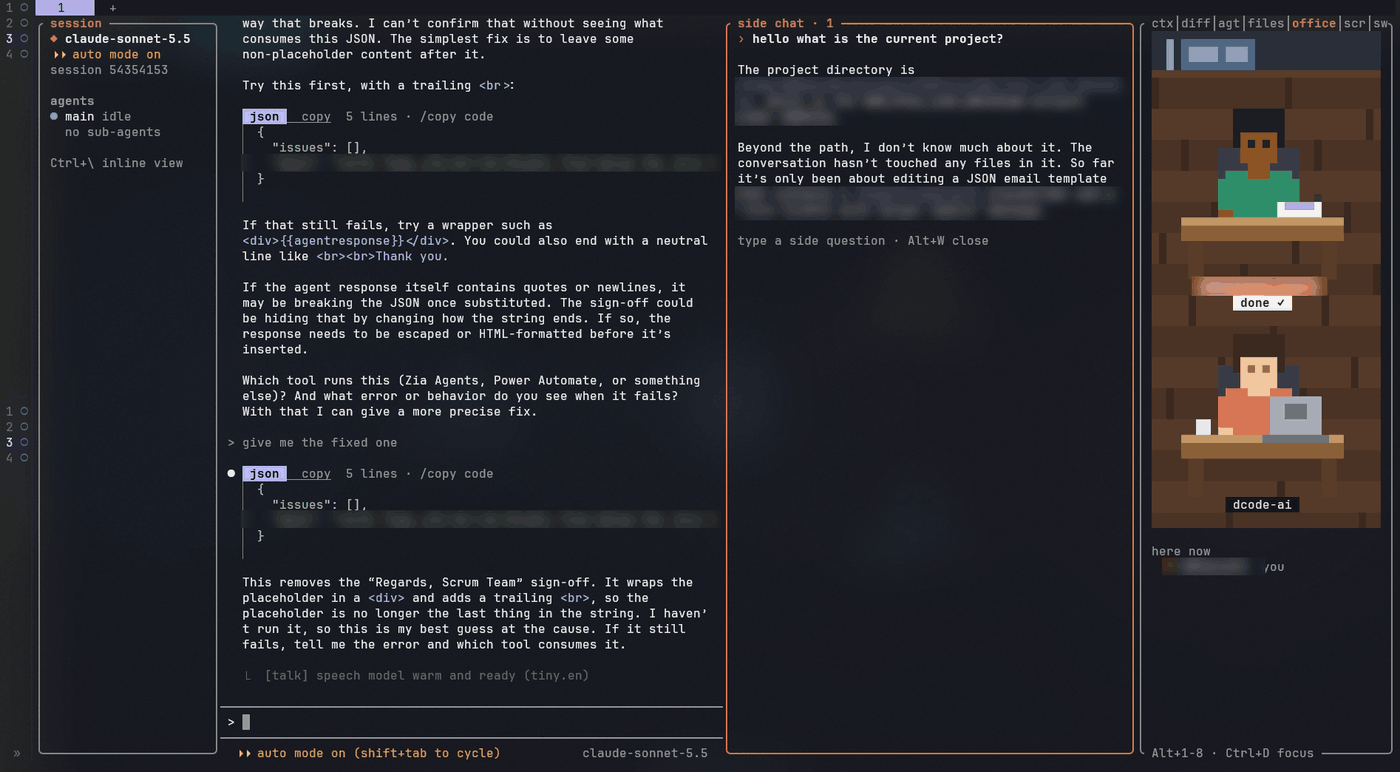 1 ○ 1 +
2 ○
3 ○
4 ○
1 ○
2 ○
3 ○
4 ○
»
session
◆ claude-sonnet-5.5
⏵⏵ auto mode on
session 54354153
agents
● main idle
no sub-agents
Ctrl+\ inline view
way that breaks. I can’t confirm that without seeing what
consumes this JSON. The simplest fix is to leave some
non-placeholder content after it.
Try this first, with a trailing <br>:
json copy 5 lines · /copy code
{
"issues": [],
}
If that still fails, try a wrapper such as
<div>{{agentresponse}}</div>. You could also end with a neutral
line like <br><br>Thank you.
If the agent response itself contains quotes or newlines, it
may be breaking the JSON once substituted. The sign-off could
be hiding that by changing how the string ends. If so, the
response needs to be escaped or HTML-formatted before it’s
inserted.
Which tool runs this (Zia Agents, Power Automate, or something
else)? And what error or behavior do you see when it fails?
With that I can give a more precise fix.
> give me the fixed one
● json copy 5 lines · /copy code
{
"issues": [],
}
This removes the “Regards, Scrum Team” sign-off. It wraps the
placeholder in a <div> and adds a trailing <br>, so the
placeholder is no longer the last thing in the string. I haven’
t run it, so this is my best guess at the cause. If it still
fails, tell me the error and which tool consumes it.
└ [talk] speech model warm and ready (tiny.en)
>
⏵⏵ auto mode on (shift+tab to cycle) claude-sonnet-5.5
side chat · 1
› hello what is the current project?
The project directory is
Beyond the path, I don’t know much about it. The
conversation hasn’t touched any files in it. So far
it’s only been about editing a JSON email template
type a side question · Alt+W close
ctx|diff|agt|files|office|scr|sw
done ✓
dcode-ai
here now
you
Alt+1-8 · Ctrl+D focus